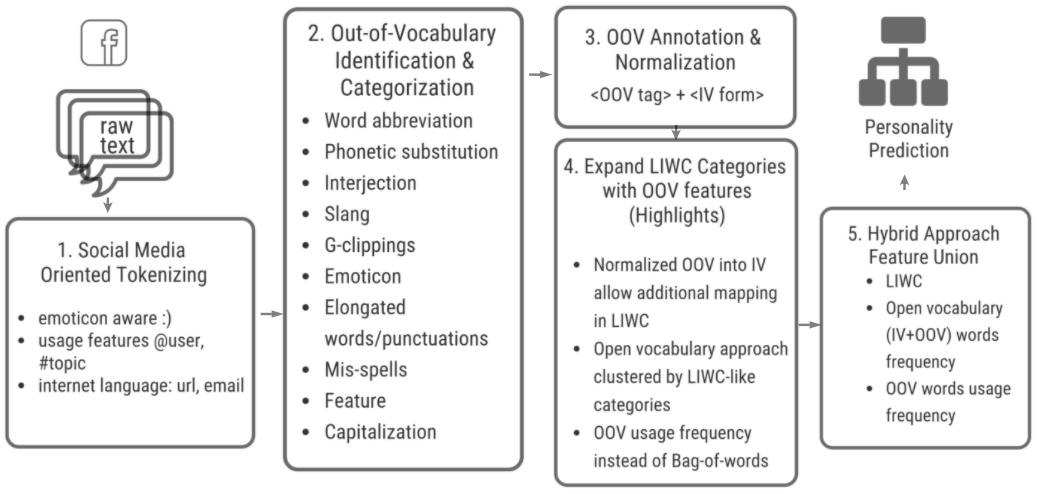 f
raw
text
1. Social Media
Oriented Tokenizing
• emoticon aware :)
• usage features @user,
#topic
• internet language: url, email
2. Out-of-Vocabulary
Identification &
Categorization
• Word abbreviation
• Phonetic substitution
• Interjection
• Slang
• G-clippings
• Emoticon
• Elongated
words/punctuations
• Mis-spells
• Feature
• Capitalization
3. OOV Annotation &
Normalization
<OOV tag> + <IV form>
4. Expand LIWC Categories
with OOV features
(Highlights)
• Normalized OOV into IV
allow additional mapping
in LIWC
• Open vocabulary approach
clustered by LIWC-like
categories
• OOV usage frequency
instead of Bag-of-words
5. Hybrid Approach
Feature Union
• LIWC
• Open vocabulary
(IV+OOV) words
frequency
• OOV words usage
frequency
Personality
Prediction